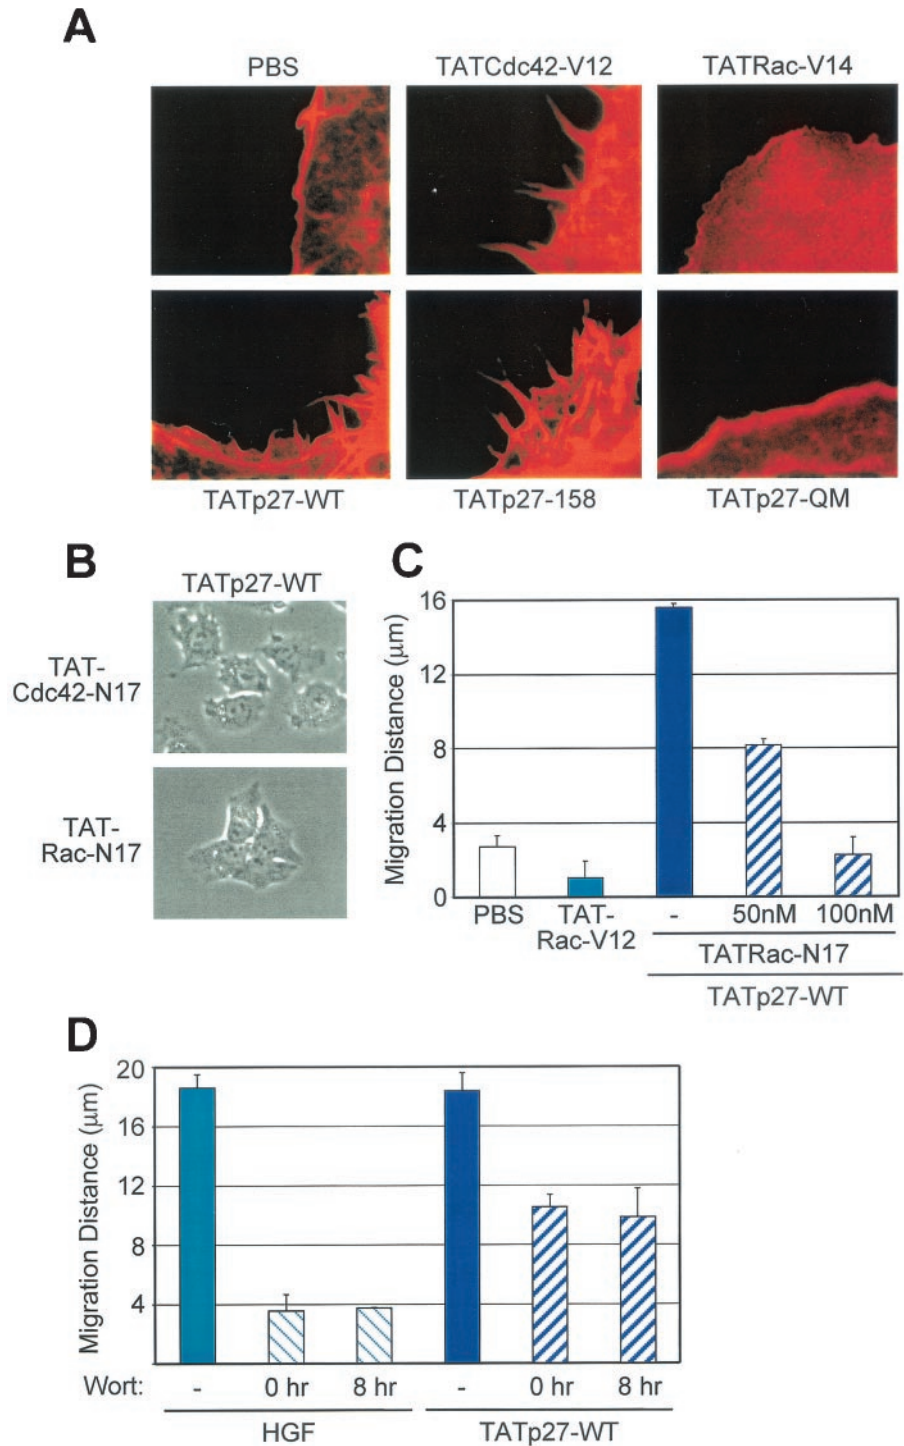 A
PBS TATCdc42-V12 TATRac-V14
TATp27-WT TATp27-158 TATp27-QM
B
TATp27-WT
TAT-
Cdc42-N17
TAT-
Rac-N17
C
Migration Distance (μm)
16
12
8
4
0
PBS TAT- - 50nM 100nM
Rac-V12
TATRac-N17
TATp27-WT
D
Migration Distance (μm)
20
16
12
8
4
Wort: - 0 hr 8 hr - 0 hr 8 hr
HGF TATp27-WT